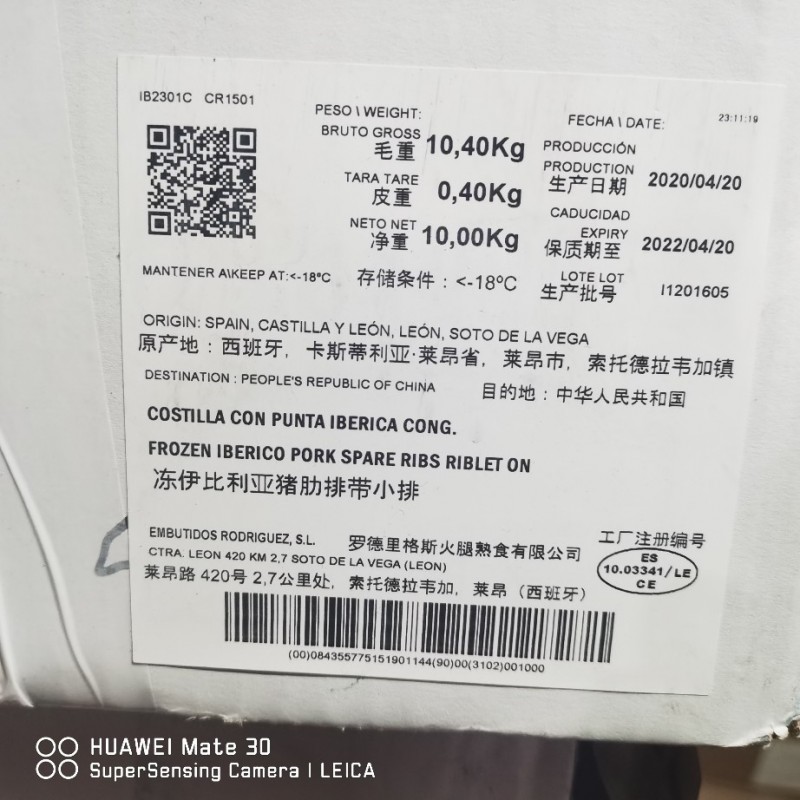 IB2301C CR1501
PESO \ WEIGHT:
BRUTO GROSS
毛重 10,40Kg
TARA TARE
皮重 0,40Kg
NETO NET
净重 10,00Kg
FECHA \ DATE: 23:11:19
PRODUCCIÓN
PRODUCTION
生产日期 2020/04/20
CADUCIDAD
EXPIRY
保质期至 2022/04/20
LOTE LOT
生产批号 I1201605
MANTENER A\KEEP AT:<-18ºC 存储条件：<-18ºC
ORIGIN: SPAIN, CASTILLA Y LEÓN, LEÓN, SOTO DE LA VEGA
原产地：西班牙，卡斯蒂利亚·莱昂省，莱昂市，索托德拉韦加镇
DESTINATION : PEOPLE'S REPUBLIC OF CHINA 目的地：中华人民共和国
COSTILLA CON PUNTA IBERICA CONG.
FROZEN IBERICO PORK SPARE RIBS RIBLET ON
冻伊比利亚猪肋排带小排
EMBUTIDOS RODRIGUEZ, S.L. 罗德里格斯火腿熟食有限公司
CTRA. LEON 420 KM 2,7 SOTO DE LA VEGA (LEON)
莱昂路 420号 2,7公里处，索托德拉韦加，莱昂（西班牙）
工厂注册编号
ES
10.03341/LE
CE
(00)084355775151901144(90)00(3102)001000
HUAWEI Mate 30
SuperSensing Camera | LEICA